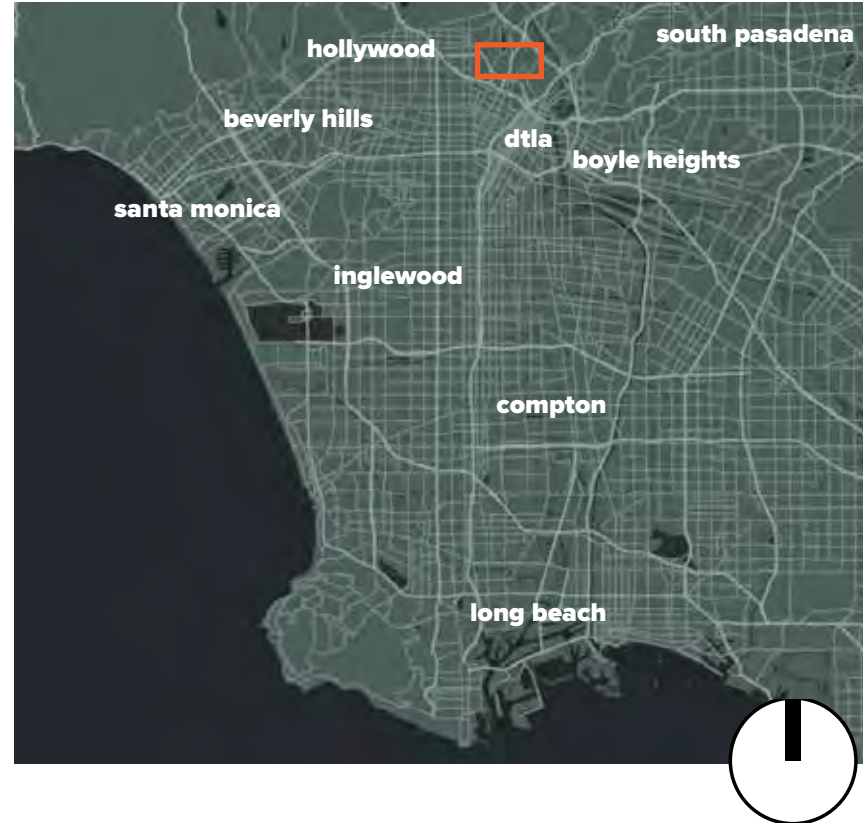 south pasadena
hollywood
beverly hills
dtla
boyle heights
santa monica
inglewood
compton
long beach